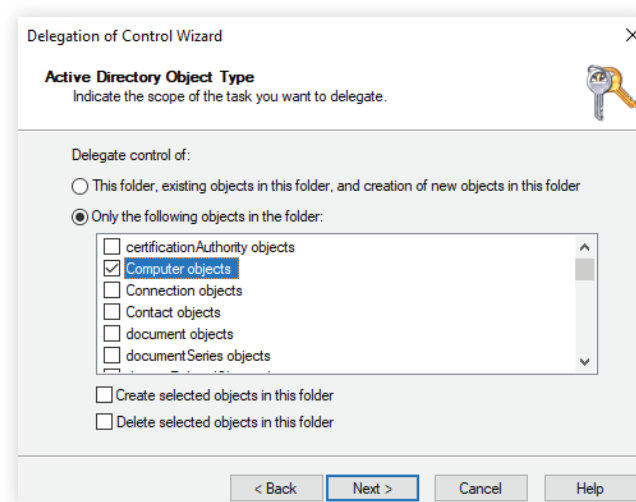 Delegation of Control Wizard
Active Directory Object Type
Indicate the scope of the task you want to delegate.
Delegate control of:
This folder, existing objects in this folder, and creation of new objects in this folder
Only the following objects in the folder:
certificationAuthority objects
Computer objects
Connection objects
Contact objects
document objects
documentSeries objects
Create selected objects in this folder
Delete selected objects in this folder
< Back Next > Cancel Help